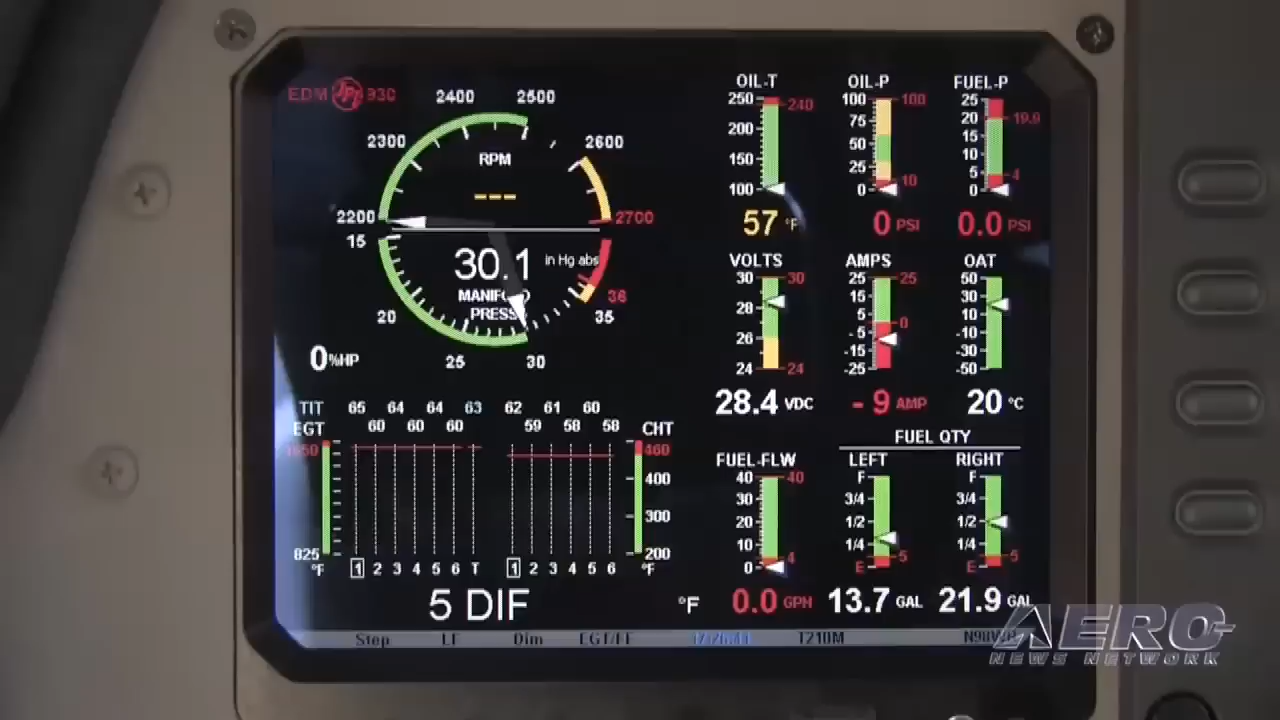 EDM JPI 930
2400 2500
2300 2600
RPM
---
2200 2700
15
30.1 in Hg abs
PRESS
36
20 35
25 30
0%HP
OIL-T
250 240
200
150
100
57 °F
OIL-P
100 100
75
50
25
10
0
0 PSI
FUEL-P
25
20 19.9
15
10
5 4
0
0.0 PSI
VOLTS
30 30
28
26
24 24
28.4 VDC
AMPS
25 25
15
5 0
-5
-15
-25
-9 AMP
OAT
50
30
10
-10
-30
-50
20 °C
TIT 65 64 64 63 62 61 60
EGT 60 60 60 59 58 58 CHT
1650 460
400
300
825 200
°F 1 2 3 4 5 6 T 1 2 3 4 5 6 °F
5 DIF °F
FUEL-FLW
40 40
30
20
10 4
0
0.0 GPH
FUEL QTY
LEFT RIGHT
F F
3/4 3/4
1/2 1/2
1/4 5 1/4 5
E E
13.7 GAL 21.9 GAL
Step LF Dim EGT/FF T210M
AERO
NEWS NETWORK